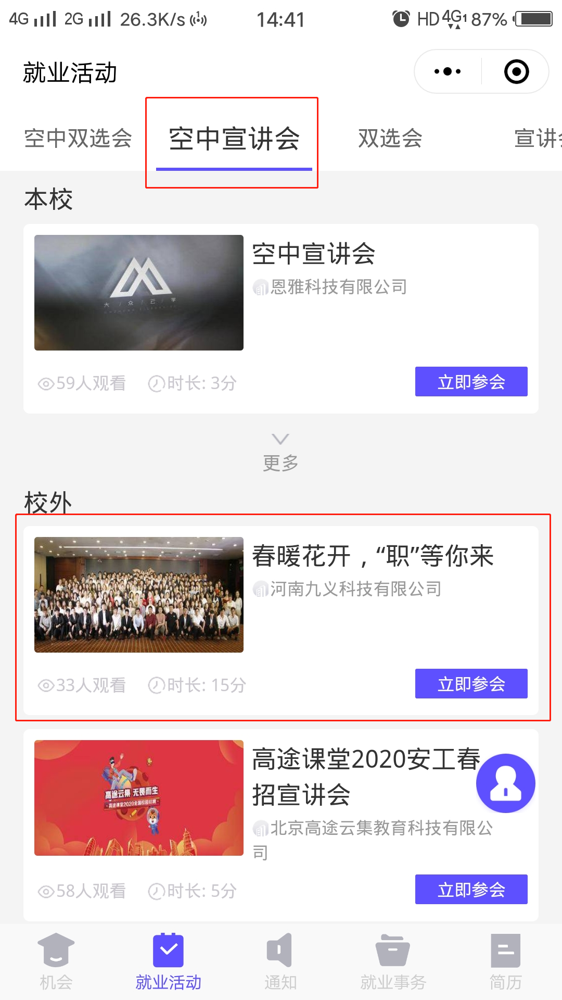 4G 2G 26.3K/s 14:41 HD 4G 1 87%
就业活动
空中双选会 空中宣讲会 双选会 宣讲会
本校
空中宣讲会
恩雅科技有限公司
大 / 众 / 云 / 学
59人观看 时长: 3分 立即参会
更多
校外
春暖花开，“职”等你来
河南九义科技有限公司
33人观看 时长: 15分 立即参会
高途课堂2020安工春
招宣讲会
高途云集 无畏而生
高途课堂2020全国校园招聘
北京高途云集教育科技有限公
司
58人观看 时长: 5分 立即参会
机会 就业活动 通知 就业事务 简历